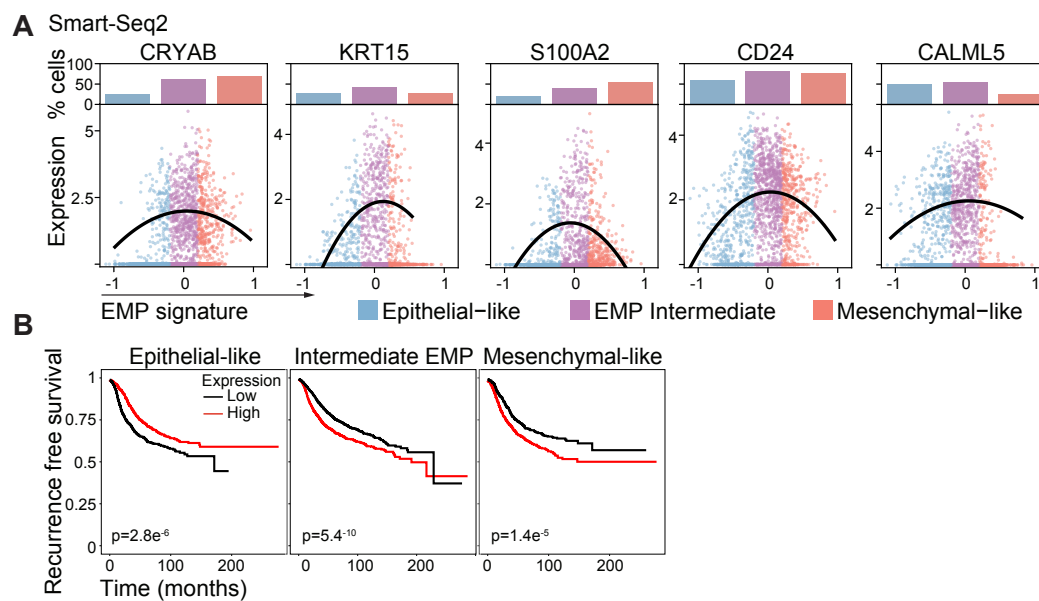 A Smart-Seq2
CRYAB KRT15 S100A2 CD24 CALML5
% cells
100
50
0
Expression
5
2.5
4
2
4
2
4
2
4
2
-1 0 1 -1 0 1 -1 0 1 -1 0 1 -1 0 1
EMP signature
Epithelial−like EMP Intermediate Mesenchymal−like
B
Epithelial-like Intermediate EMP Mesenchymal-like
Recurrence free survival
1
0.75
0.5
0.25
0
Expression
Low
High
p=2.8e-6 p=5.4-10 p=1.4e-5
0 100 200 0 100 200 0 100 200
Time (months)